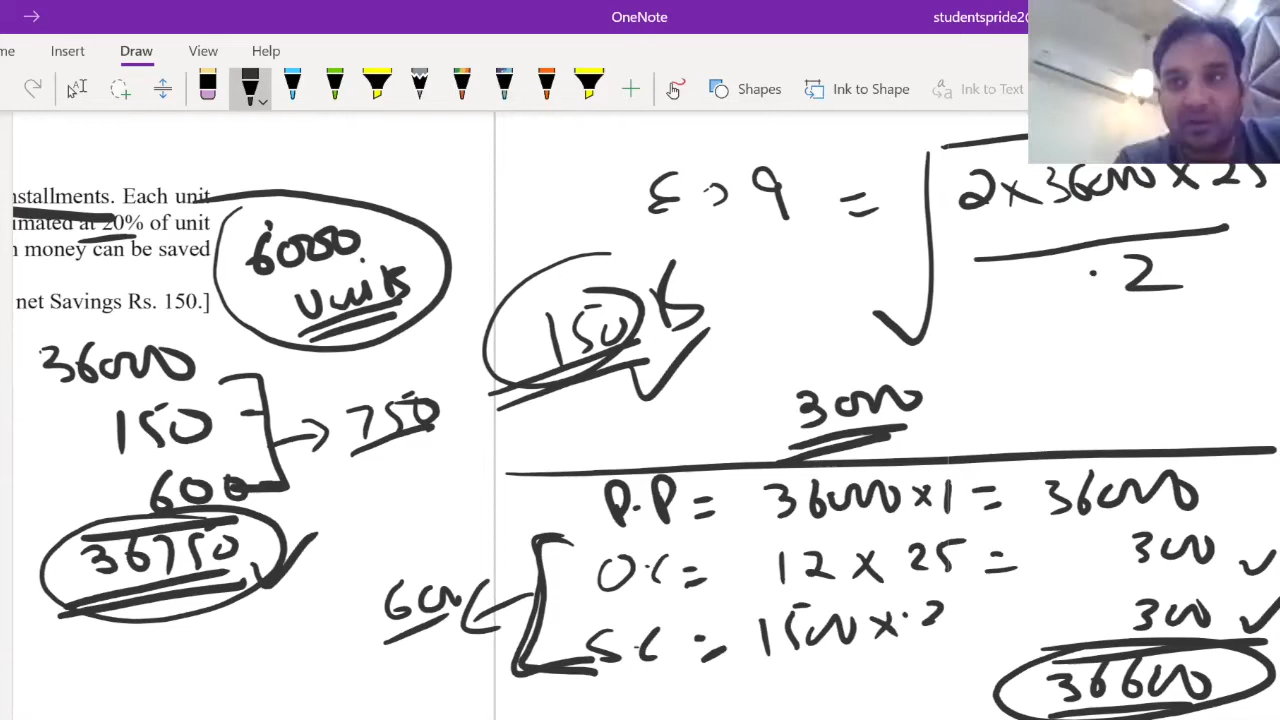 OneNote
studentspride2
me Insert Draw View Help
Shapes Ink to Shape Ink to Text
nstallments. Each unit
imated at 20% of unit
n money can be saved
net Savings Rs. 150.]
6000
units
36000
150
600
36750
750
150
3000
= √ 2 x 36000 x 25
.2
P.P = 36000 x 1 = 36000
O.C = 12 x 25 = 300
S.C = 1500 x .2 300
600
36600